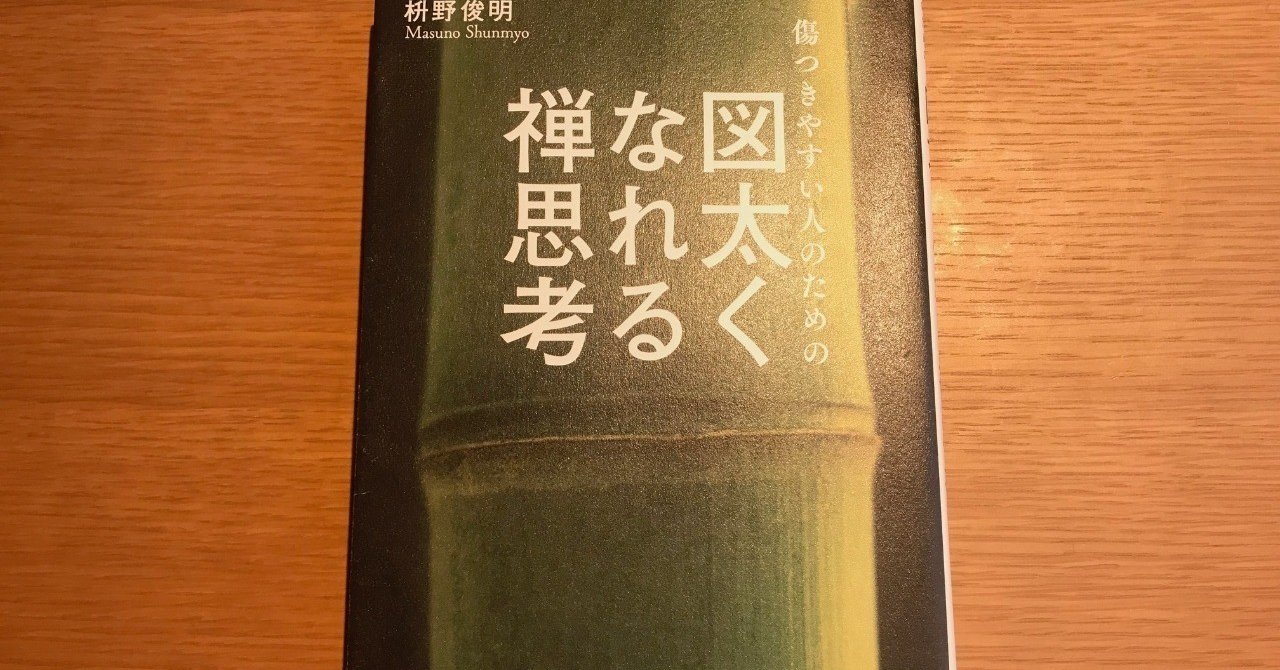 枡野俊明
Masuno Shunmyo
傷つきやすい人のための
図太く
なれる
禅思考